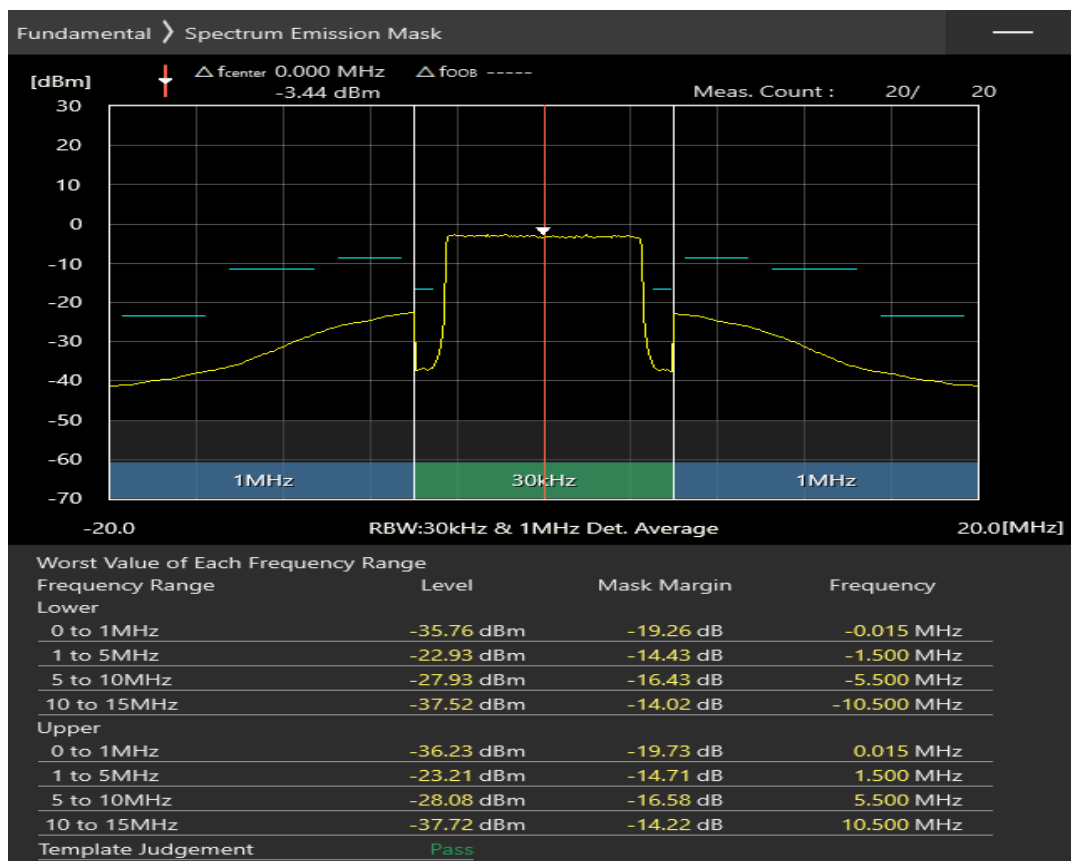 Fundamental ❯ Spectrum Emission Mask
[dBm] △ fcenter 0.000 MHz △ fOOB -----
-3.44 dBm Meas. Count : 20/ 20
30
20
10
0
-10
-20
-30
-40
-50
-60
1MHz 30kHz 1MHz
-70
-20.0 RBW:30kHz & 1MHz Det. Average 20.0[MHz]
Worst Value of Each Frequency Range
Frequency Range Level Mask Margin Frequency
Lower
0 to 1MHz -35.76 dBm -19.26 dB -0.015 MHz
1 to 5MHz -22.93 dBm -14.43 dB -1.500 MHz
5 to 10MHz -27.93 dBm -16.43 dB -5.500 MHz
10 to 15MHz -37.52 dBm -14.02 dB -10.500 MHz
Upper
0 to 1MHz -36.23 dBm -19.73 dB 0.015 MHz
1 to 5MHz -23.21 dBm -14.71 dB 1.500 MHz
5 to 10MHz -28.08 dBm -16.58 dB 5.500 MHz
10 to 15MHz -37.72 dBm -14.22 dB 10.500 MHz
Template Judgement Pass